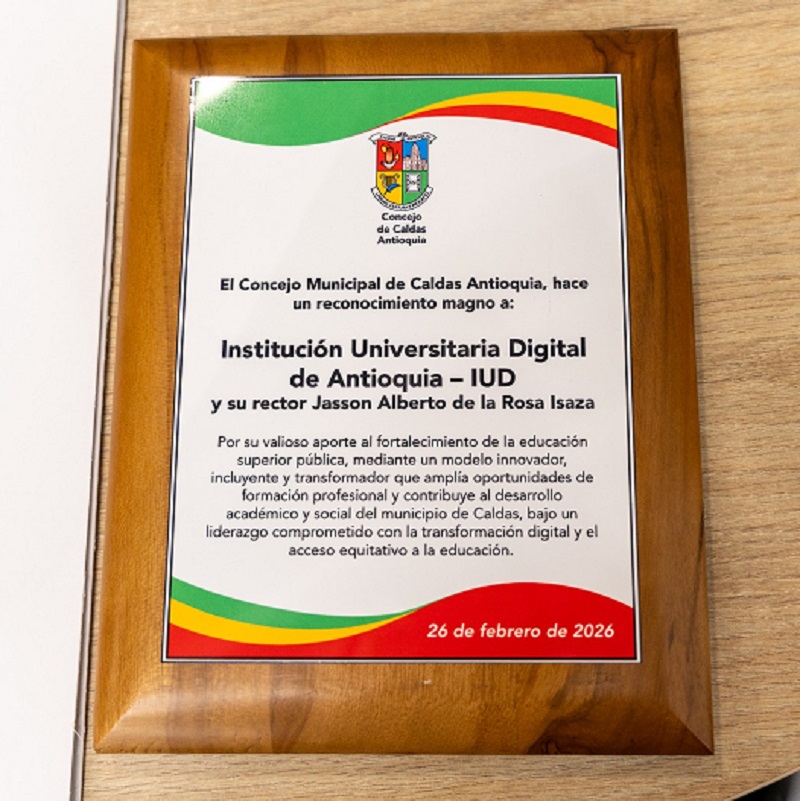 Concejo
de Caldas
Antioquia
El Concejo Municipal de Caldas Antioquia, hace
un reconocimiento magno a:
Institución Universitaria Digital
de Antioquia – IUD
y su rector Jasson Alberto de la Rosa Isaza
Por su valioso aporte al fortalecimiento de la educación
superior pública, mediante un modelo innovador,
incluyente y transformador que amplía oportunidades de
formación profesional y contribuye al desarrollo
académico y social del municipio de Caldas, bajo un
liderazgo comprometido con la transformación digital y el
acceso equitativo a la educación.
26 de febrero de 2026